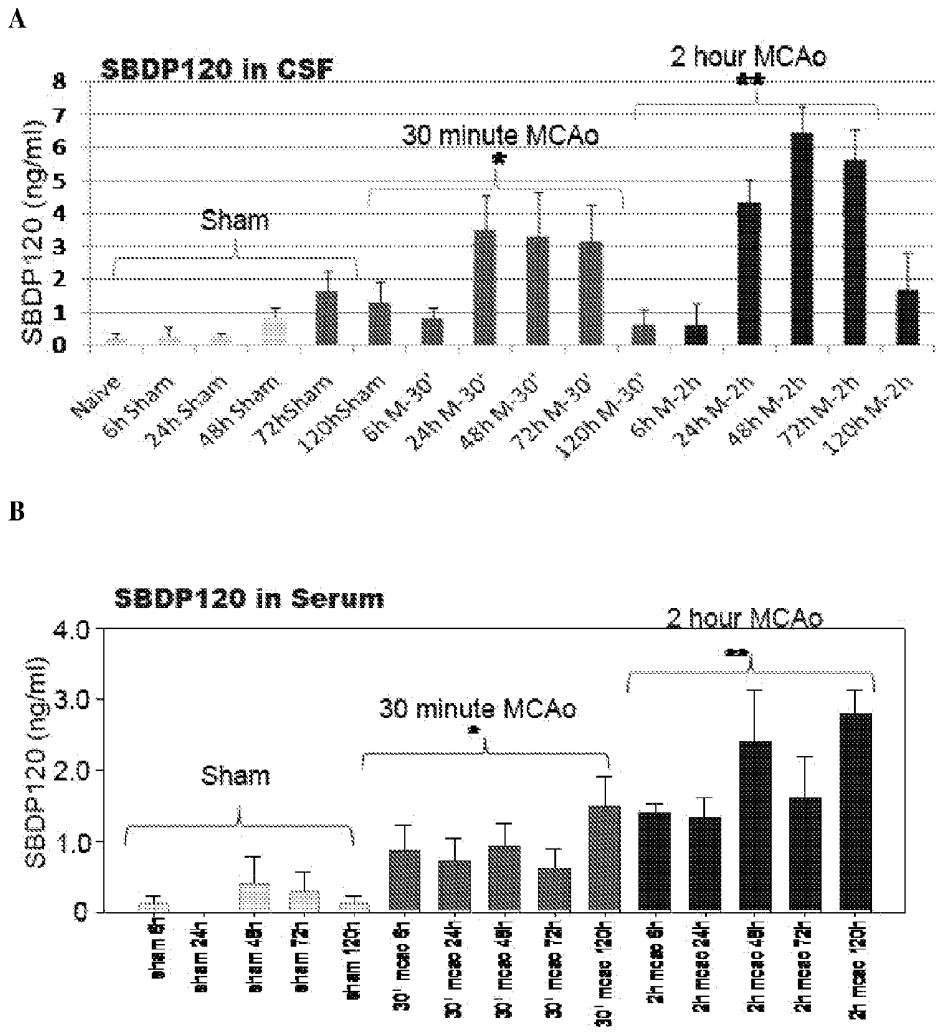 A
SBDP120 in CSF
2 hour MCAo
**
30 minute MCAo
*
Sham
SBDP120 (ng/ml)
8
7
6
5
4
3
2
1
0
Naive
6h Sham
24h Sham
48h Sham
72hSham
120hSham
6h M-30'
24h M-30'
48h M-30'
72h M-30'
120h M-30'
6h M-2h
24h M-2h
48h M-2h
72h M-2h
120h M-2h
B
SBDP120 in Serum
2 hour MCAo
**
30 minute MCAo
*
Sham
SBDP120 (ng/ml)
4.0
3.0
2.0
1.0
0
sham 6h
sham 24h
sham 48h
sham 72h
sham 120h
30' mcao 6h
30' mcao 24h
30' mcao 48h
30' mcao 72h
30' mcao 120h
2h mcao 6h
2h mcao 24h
2h mcao 48h
2h mcao 72h
2h mcao 120h